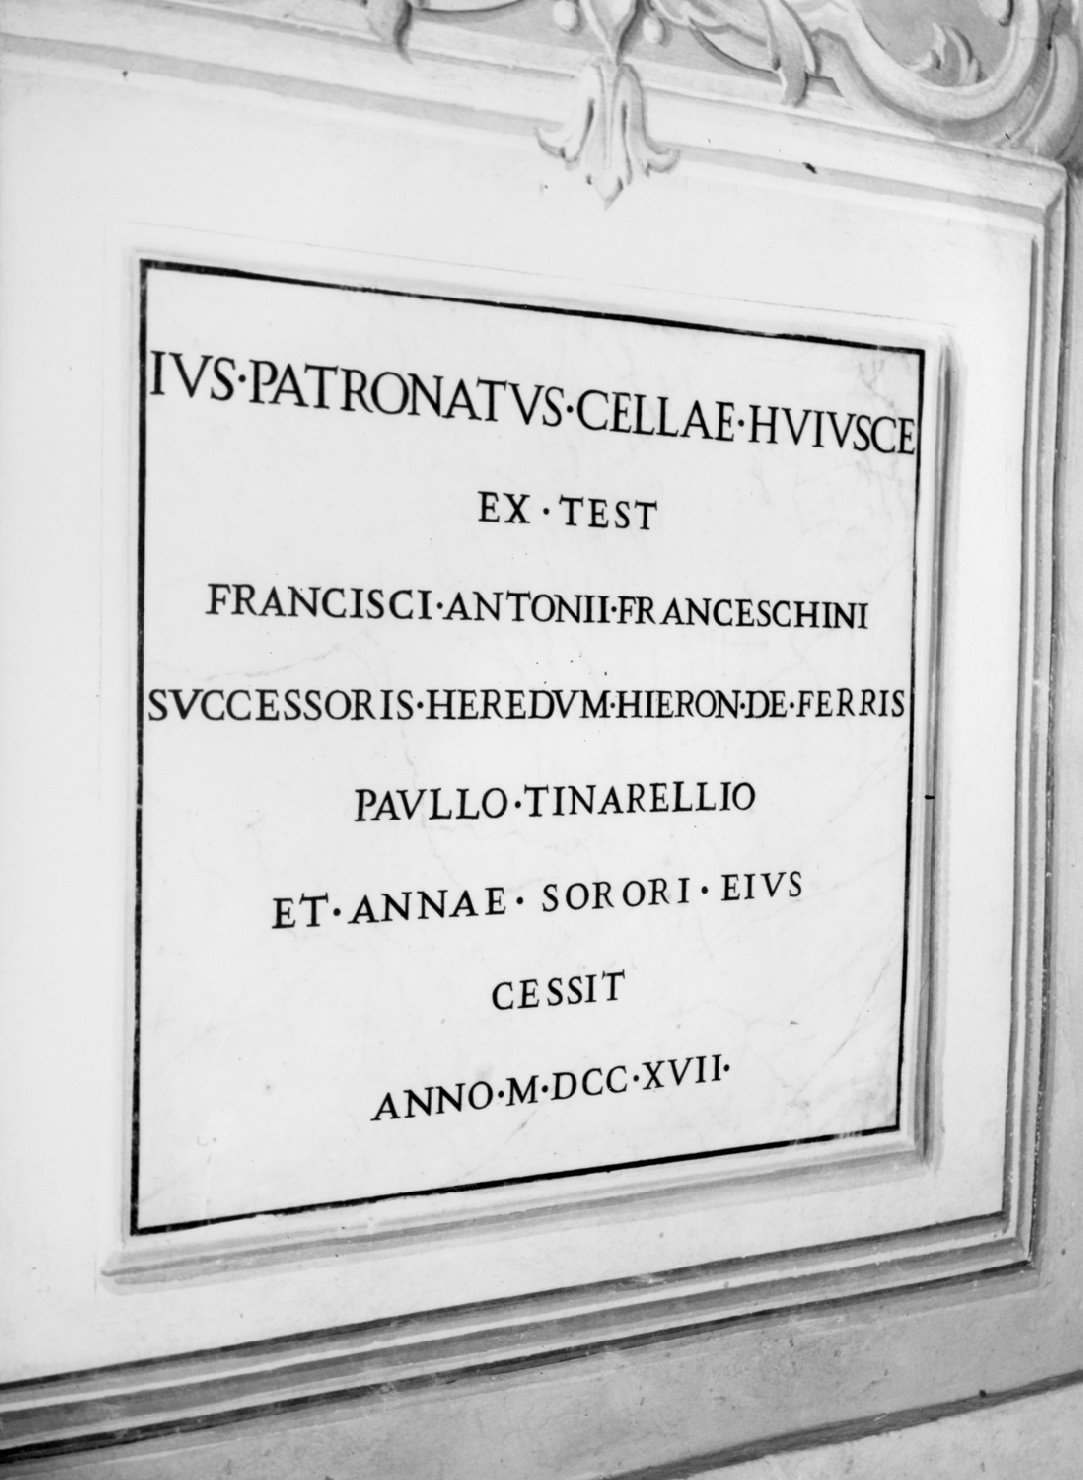 IVS·PATRONATVS·CELLAE·HVIVSCE
EX·TEST
FRANCISCI·ANTONII·FRANCESCHINI
SVCCESSORIS·HEREDVM·HIERON·DE·FERRIS
PAVLLO·TINARELLIO
ET·ANNAE·SORORI·EIVS
CESSIT
ANNO·M·DCC·XVII·